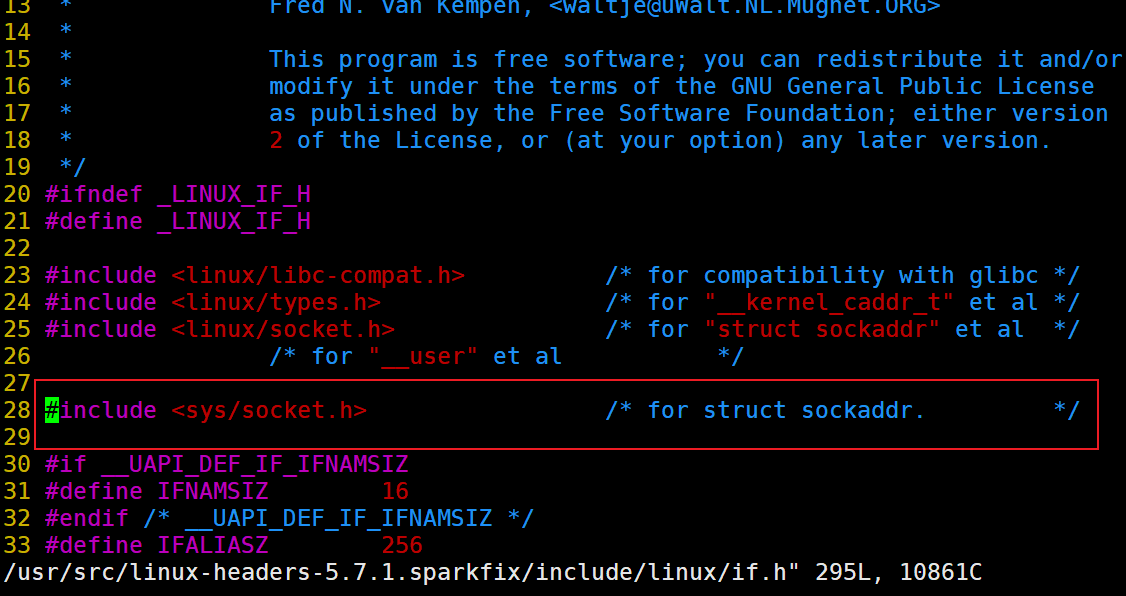 13  *              Fred N. van Kempen, <waltje@uWalt.NL.Mugnet.ORG>
14  *
15  *              This program is free software; you can redistribute it and/or
16  *              modify it under the terms of the GNU General Public License
17  *              as published by the Free Software Foundation; either version
18  *              2 of the License, or (at your option) any later version.
19  */
20 #ifndef _LINUX_IF_H
21 #define _LINUX_IF_H
22
23 #include <linux/libc-compat.h>          /* for compatibility with glibc */
24 #include <linux/types.h>                /* for "__kernel_caddr_t" et al */
25 #include <linux/socket.h>               /* for "struct sockaddr" et al  */
26                 /* for "__user" et al           */
27
28 #include <sys/socket.h>                 /* for struct sockaddr.         */
29
30 #if __UAPI_DEF_IF_IFNAMSIZ
31 #define IFNAMSIZ        16
32 #endif /* __UAPI_DEF_IF_IFNAMSIZ */
33 #define IFALIASZ        256
/usr/src/linux-headers-5.7.1.sparkfix/include/linux/if.h" 295L, 10861C